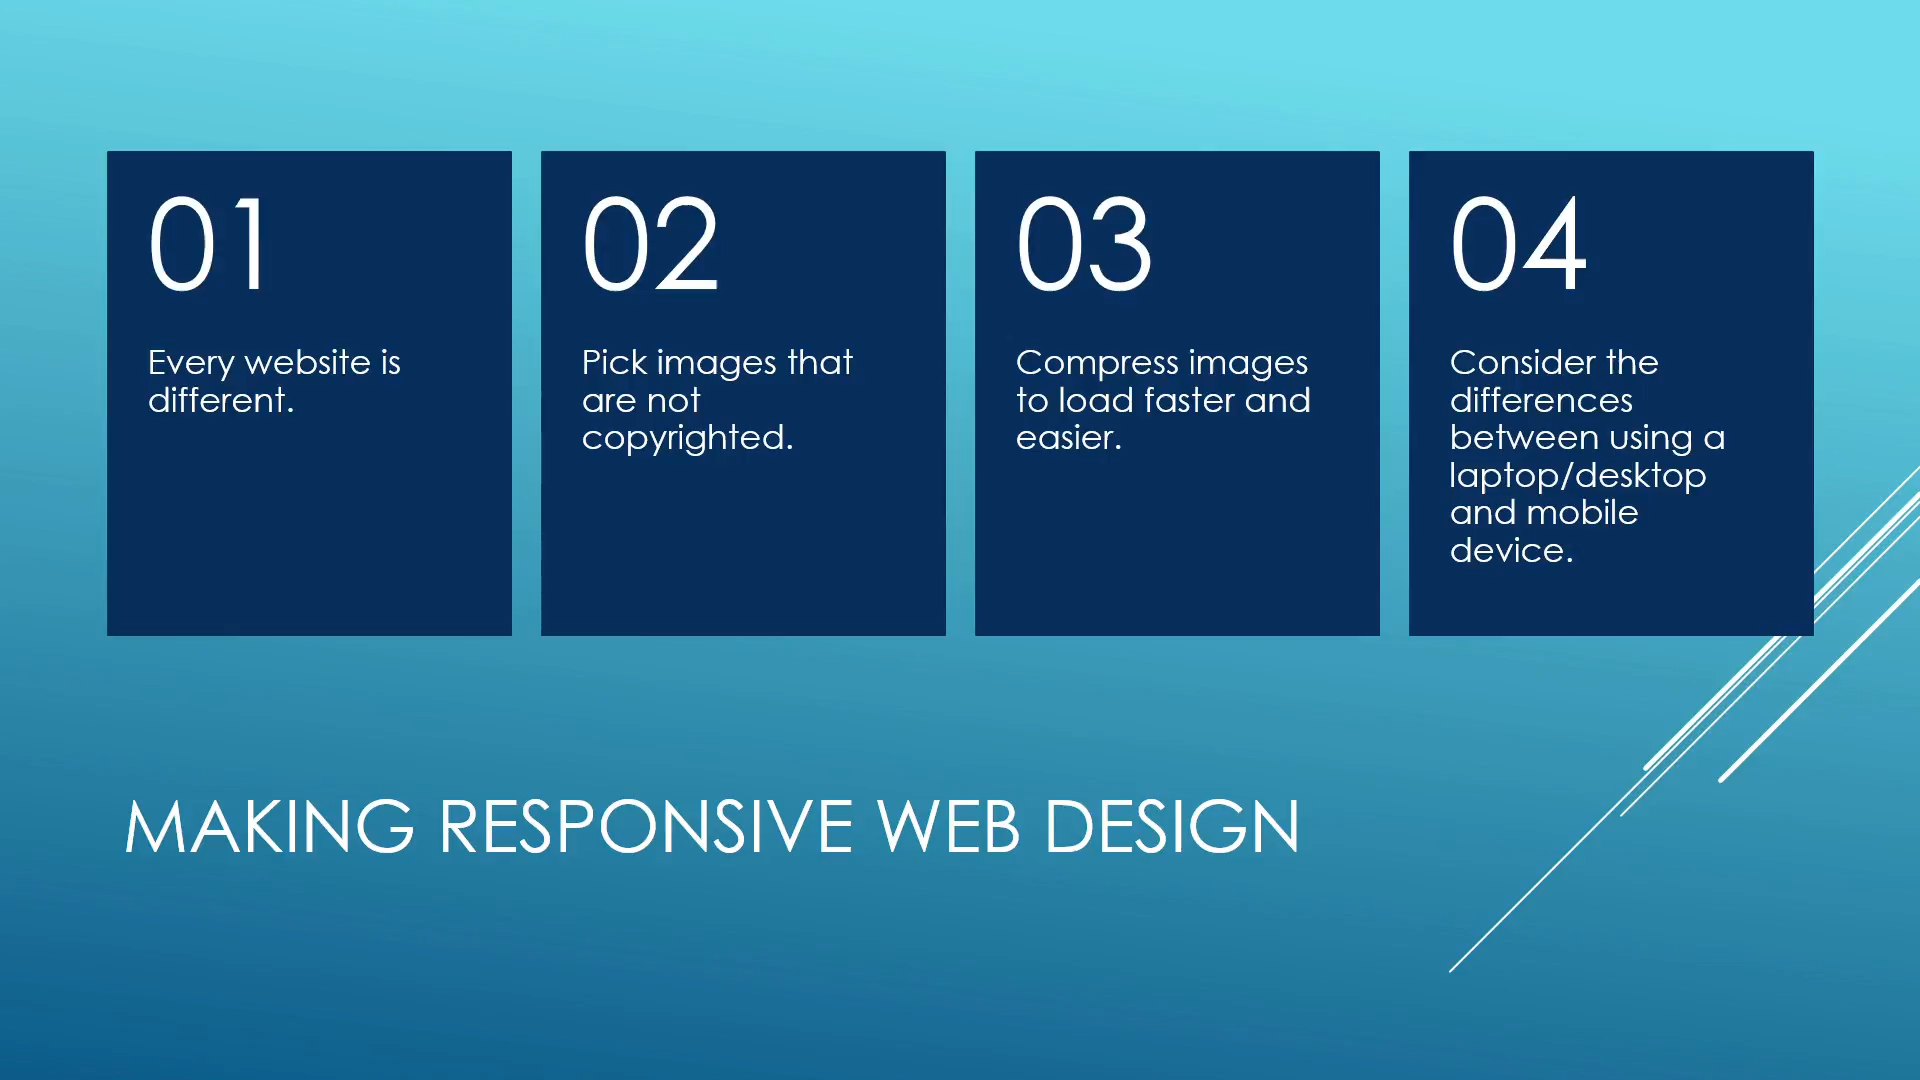 01
Every website is
different.
02
Pick images that
are not
copyrighted.
03
Compress images
to load faster and
easier.
04
Consider the
differences
between using a
laptop/desktop
and mobile
device.
MAKING RESPONSIVE WEB DESIGN